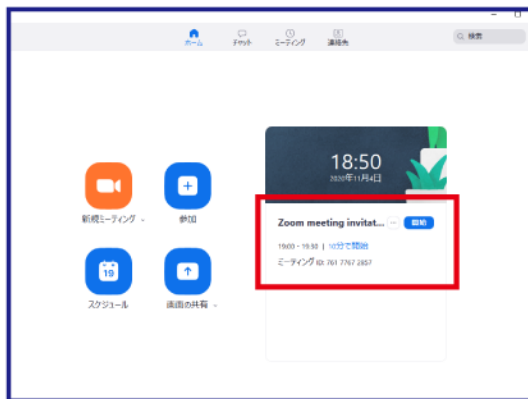 ホーム
チャット
ミーティング
連絡先
検索
18:50
2020年11月4日
新規ミーティング
参加
Zoom meeting invitat... ··· 開始
19:00 - 19:30 | 10分で開始
ミーティング ID: 761 7767 2857
19
スケジュール
画面の共有